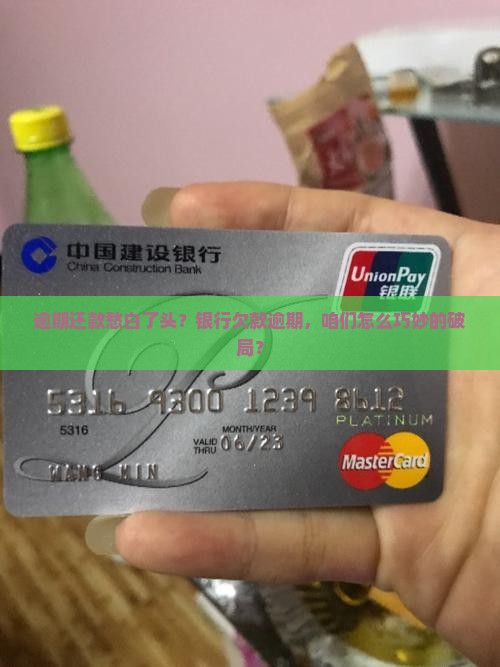 中国建设银行
China Construction Bank
UnionPay
银联
逾期还款愁白了头？银行欠款逾期，咱们怎么巧妙的破
局？
5316 9300 1239 8612
PLATINUM
5316
MONTH/YEAR
VALID
THRU
06/23
WANG MIN
MasterCard